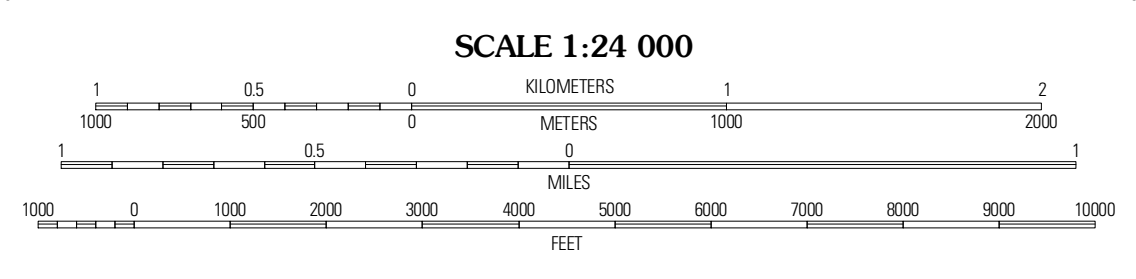 SCALE 1:24 000
1 0.5 0 KILOMETERS 1 2
1000 500 0 METERS 1000 2000
1 0.5 0 1
MILES
1000 0 1000 2000 3000 4000 5000 6000 7000 8000 9000 10000
FEET